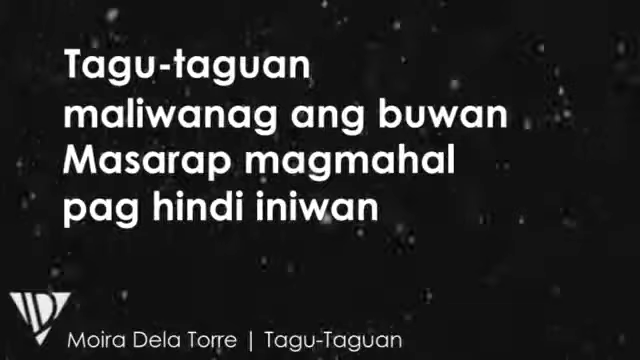 Tagu-taguan
maliwanag ang buwan
Masarap magmahal
pag hindi iniwan
Moira Dela Torre | Tagu-Taguan